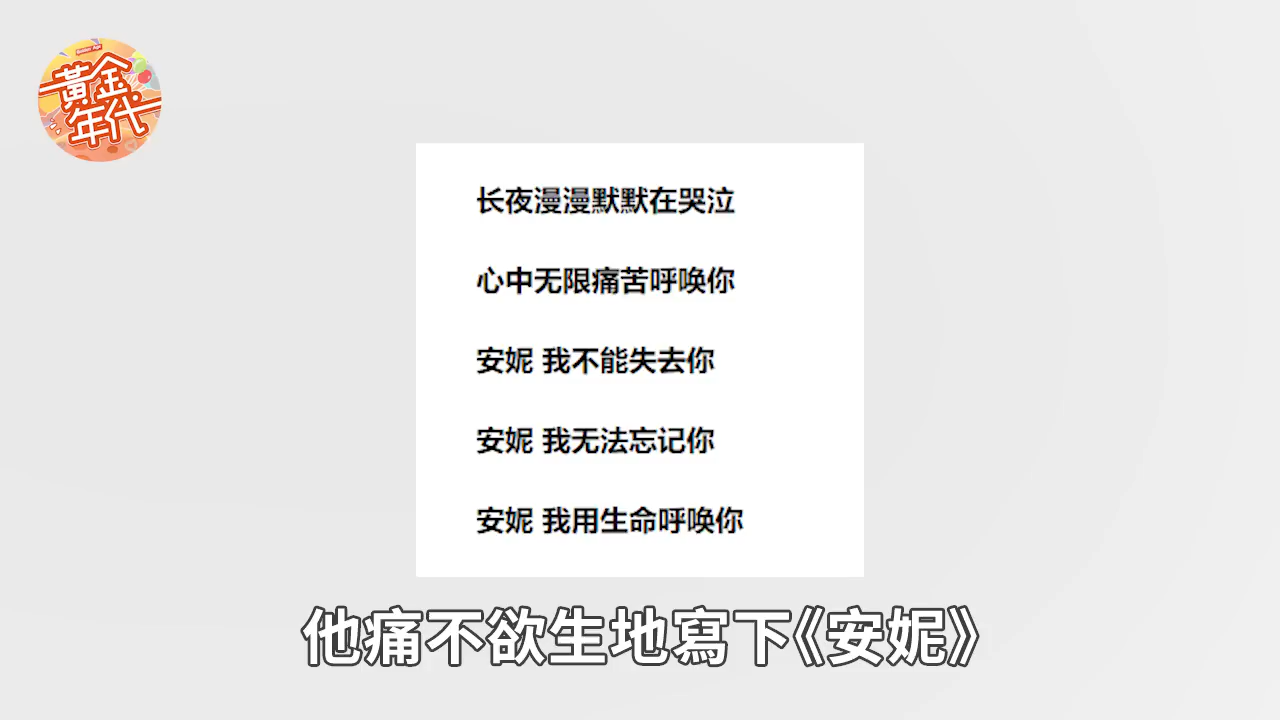 Golden Age
黃金
年代
长夜漫漫默默在哭泣
心中无限痛苦呼唤你
安妮 我不能失去你
安妮 我无法忘记你
安妮 我用生命呼唤你
他痛不欲生地寫下《安妮》